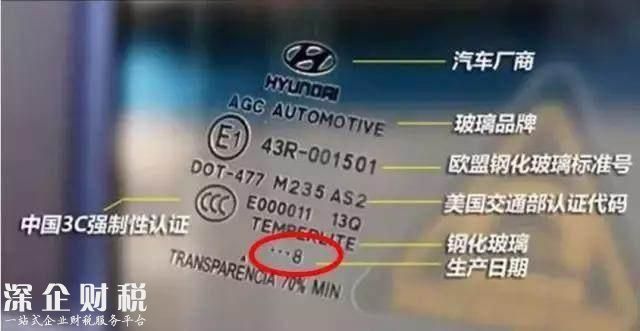 HYUNDAI
汽车厂商
AGC AUTOMOTIVE
玻璃品牌
E1 43R-001501
欧盟钢化玻璃标准号
DOT-477 M235 AS2
美国交通部认证代码
中国3C强制性认证
CCC E000011 13Q
TEMPERLITE
钢化玻璃
···8
生产日期
TRANSPARÊNCIA 70% MIN
深企财税
一站式企业财税服务平台